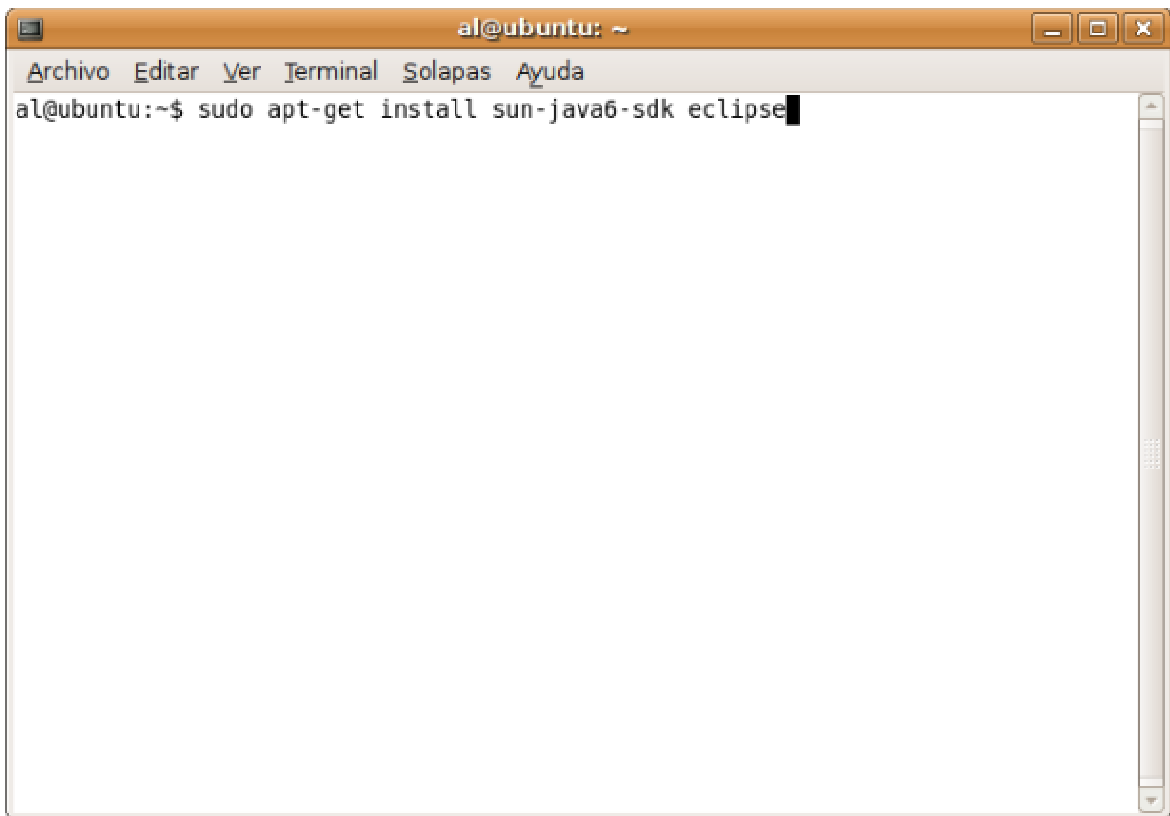 al@ubuntu: ~
Archivo Editar Ver Terminal Solapas Ayuda
al@ubuntu:~$ sudo apt-get install sun-java6-sdk eclipse